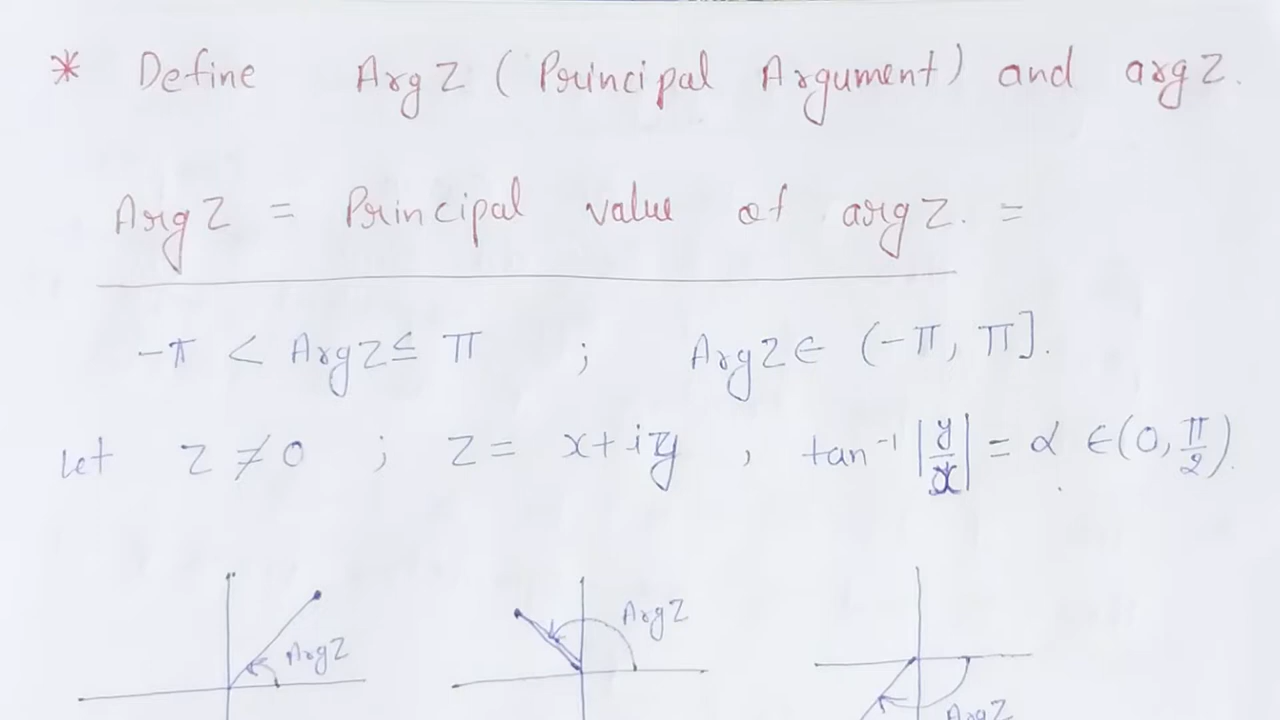 * Define Arg Z ( Principal Argument ) and arg Z.
Arg Z = Principal value of arg Z. =
-π < Arg Z ≤ π ; Arg Z ∈ (-π, π].
Let Z ≠ 0 ; Z = x + iy , tan⁻¹ |y/x| = α ∈ (0, π/2).
Arg Z
Arg Z
Arg Z